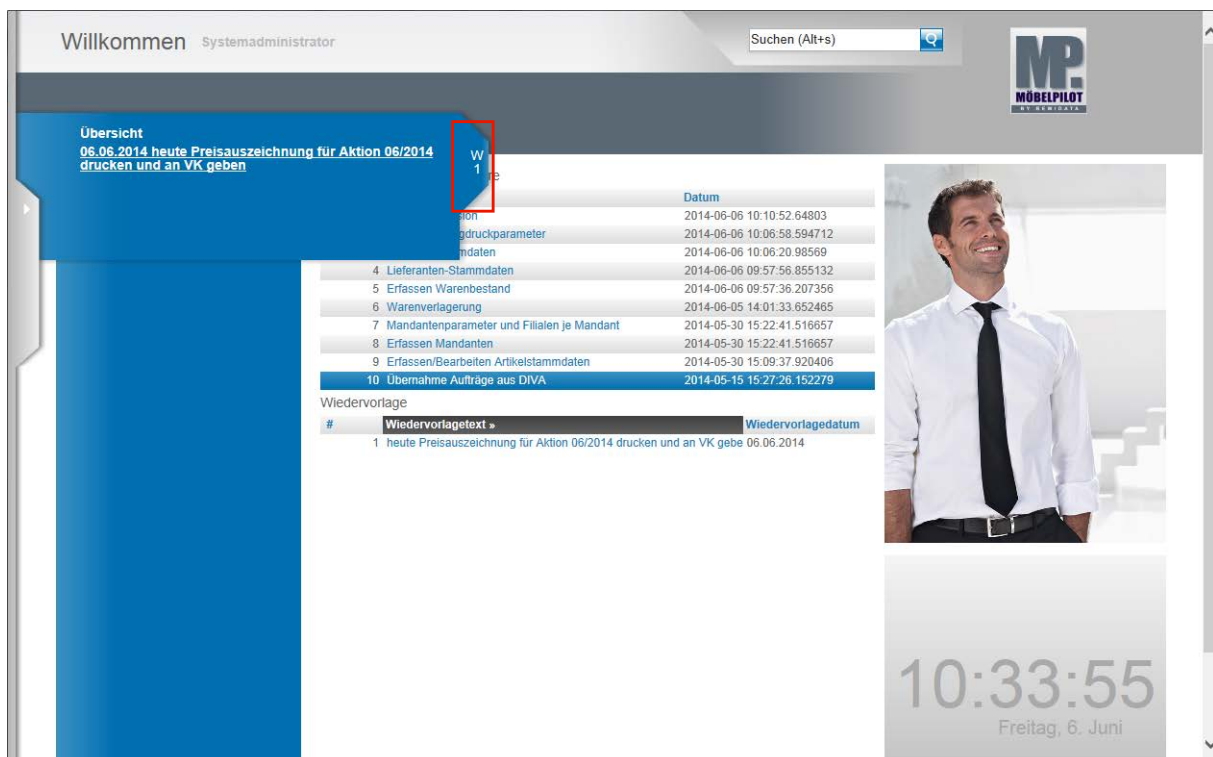 Willkommen Systemadministrator
Suchen (Alt+s)
MP.
MÖBELPILOT
BY REMIDATA
Übersicht
06.06.2014 heute Preisauszeichnung für Aktion 06/2014
drucken und an VK geben
W
1
re
Datum
sion 2014-06-06 10:10:52.64803
gdruckparameter 2014-06-06 10:06:58.594712
mdaten 2014-06-06 10:06:20.98569
4 Lieferanten-Stammdaten 2014-06-06 09:57:56.855132
5 Erfassen Warenbestand 2014-06-06 09:57:36.207356
6 Warenverlagerung 2014-06-05 14:01:33.652465
7 Mandantenparameter und Filialen je Mandant 2014-05-30 15:22:41.516657
8 Erfassen Mandanten 2014-05-30 15:22:41.516657
9 Erfassen/Bearbeiten Artikelstammdaten 2014-05-30 15:09:37.920406
10 Übernahme Aufträge aus DIVA 2014-05-15 15:27:26.152279
Wiedervorlage
# Wiedervorlagetext » Wiedervorlagedatum
1 heute Preisauszeichnung für Aktion 06/2014 drucken und an VK gebe 06.06.2014
10:33:55
Freitag, 6. Juni